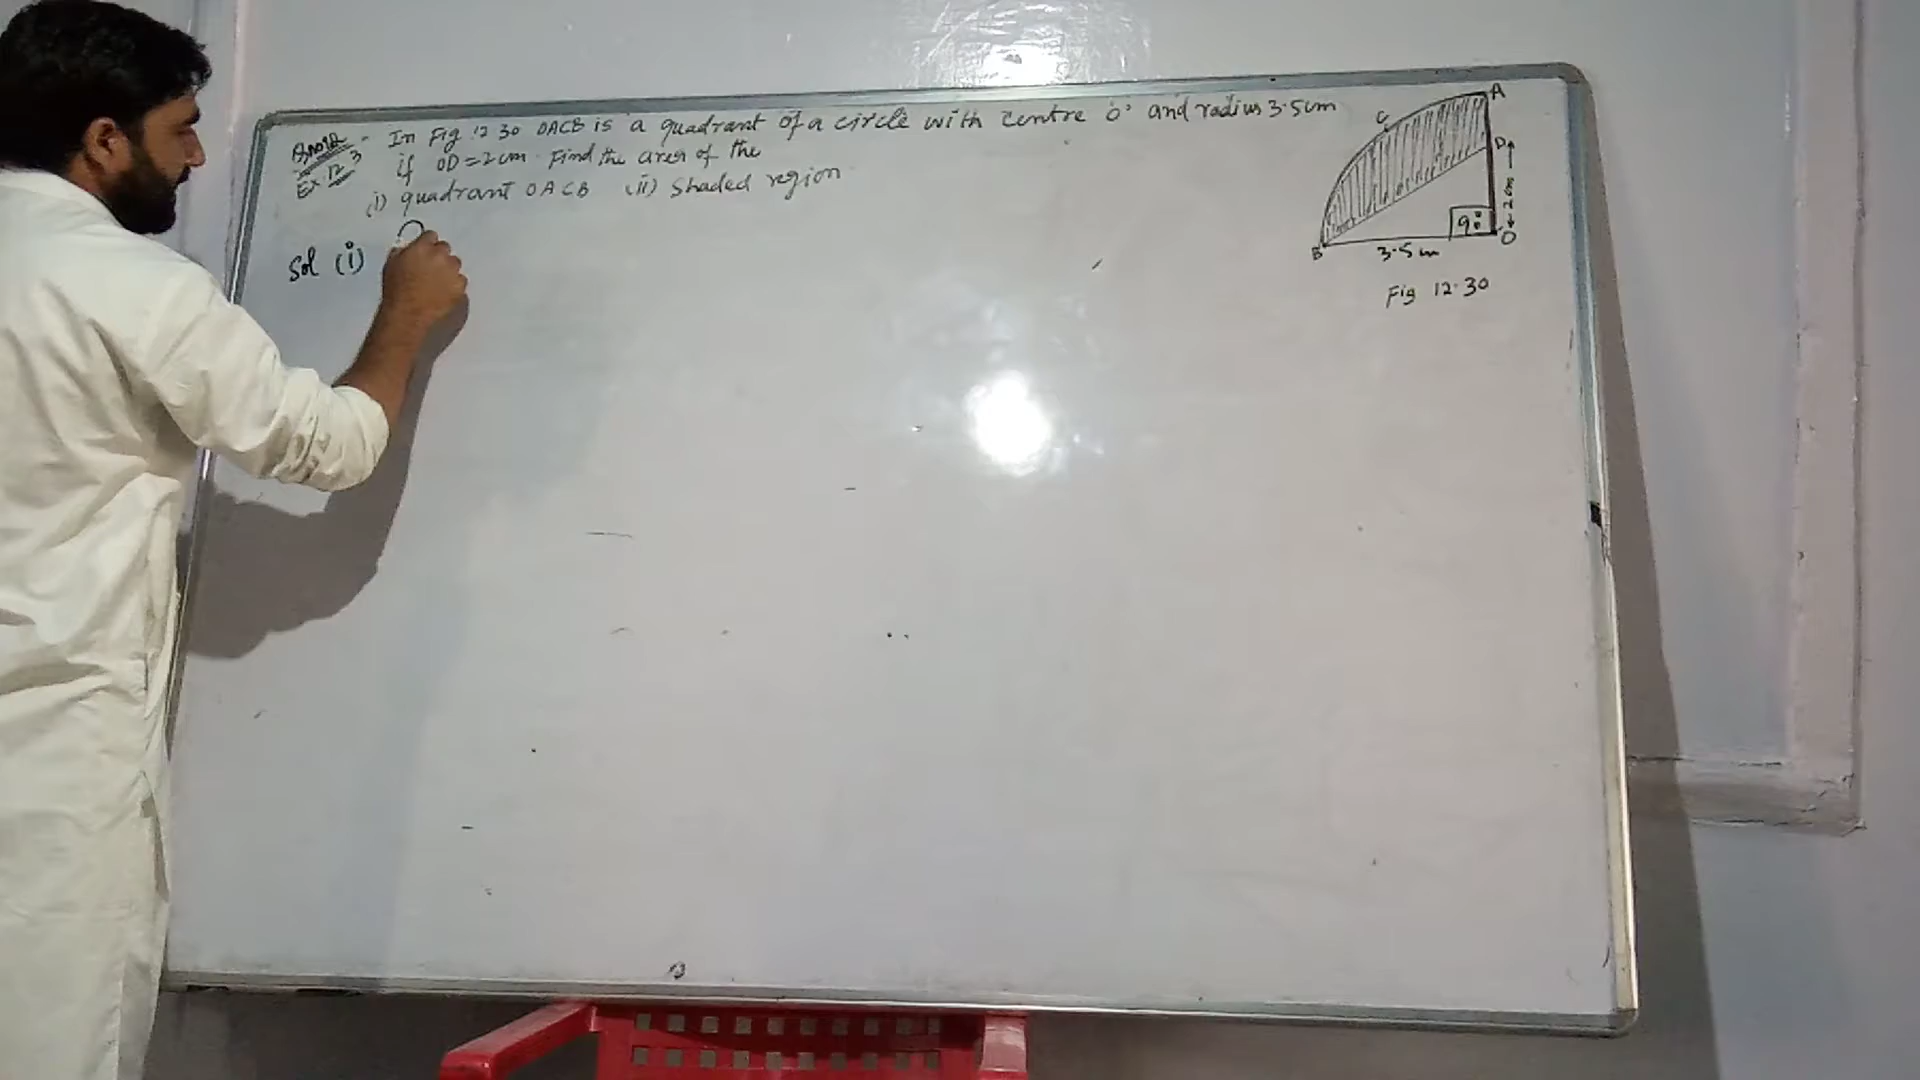 In Fig 12 30 OACB is a quadrant of a circle with centre 'o' and radius 3.5cm
Ex 12.3
if OD=2cm. Find the area of the
(i) quadrant OACB (ii) Shaded region
Sol (i)
A
C
D
2cm
90°
B
3.5cm
O
Fig 12.30